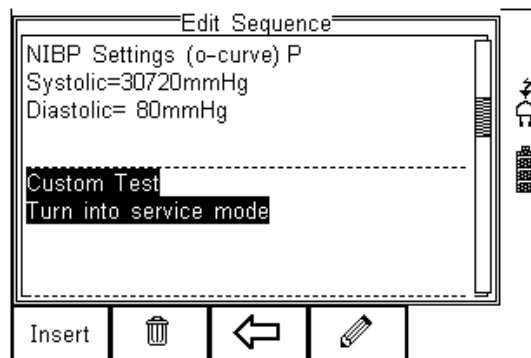 Edit Sequence
NIBP Settings (o-curve) P
Systolic=30720mmHg
Diastolic= 80mmHg
Custom Test
Turn into service mode
Insert